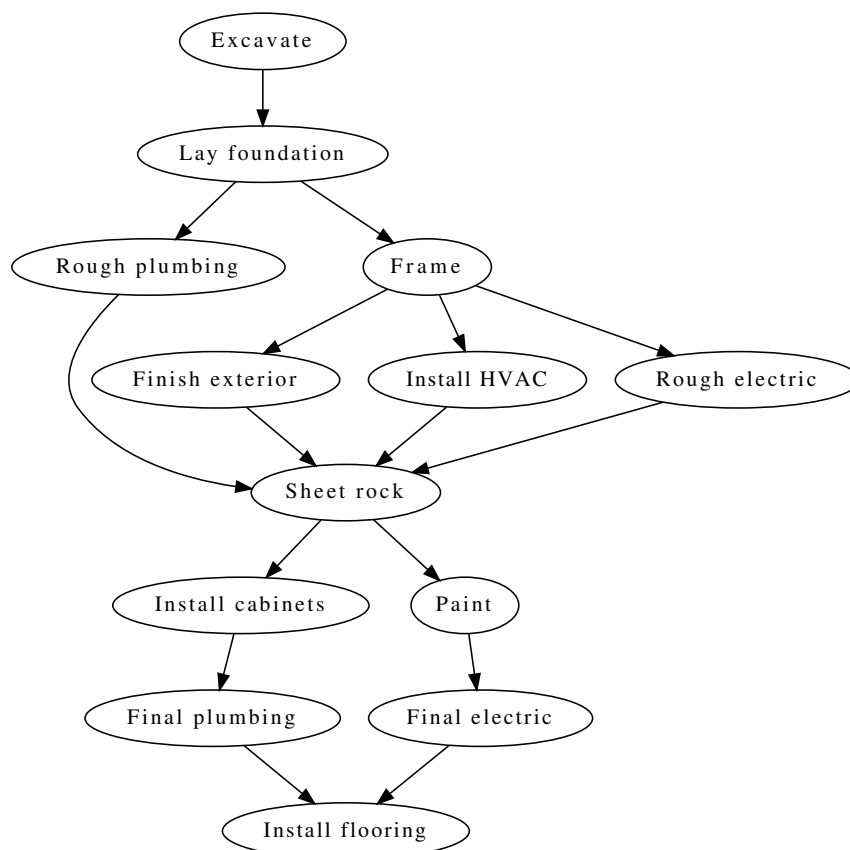 Excavate
Lay foundation
Rough plumbing
Frame
Finish exterior
Install HVAC
Rough electric
Sheet rock
Install cabinets
Paint
Final plumbing
Final electric
Install flooring